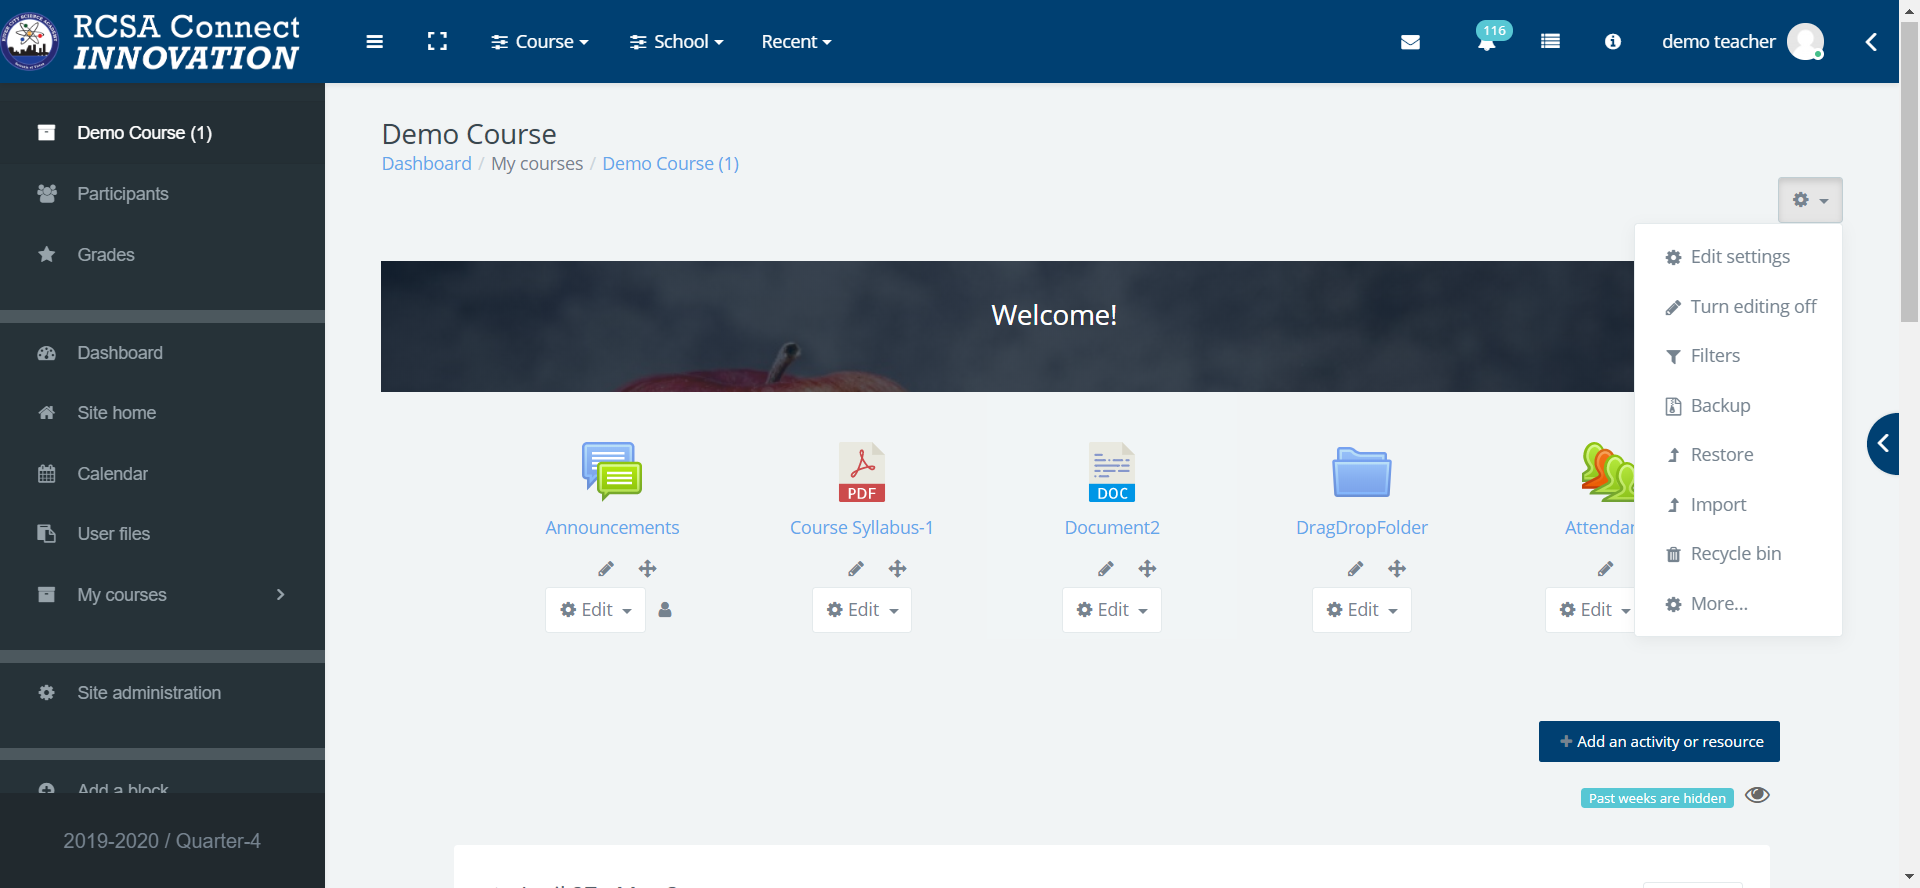 RCSA Connect
INNOVATION
Course
School
Recent
116
demo teacher
Demo Course (1)
Participants
Grades
Dashboard
Site home
Calendar
User files
My courses
Site administration
Add a block
2019-2020 / Quarter-4
Demo Course
Dashboard / My courses / Demo Course (1)
Welcome!
Edit settings
Turn editing off
Filters
Backup
Restore
Import
Recycle bin
More...
PDF
DOC
Announcements
Course Syllabus-1
Document2
DragDropFolder
Attendan
Edit
Edit
Edit
Edit
Edit
+ Add an activity or resource
Past weeks are hidden